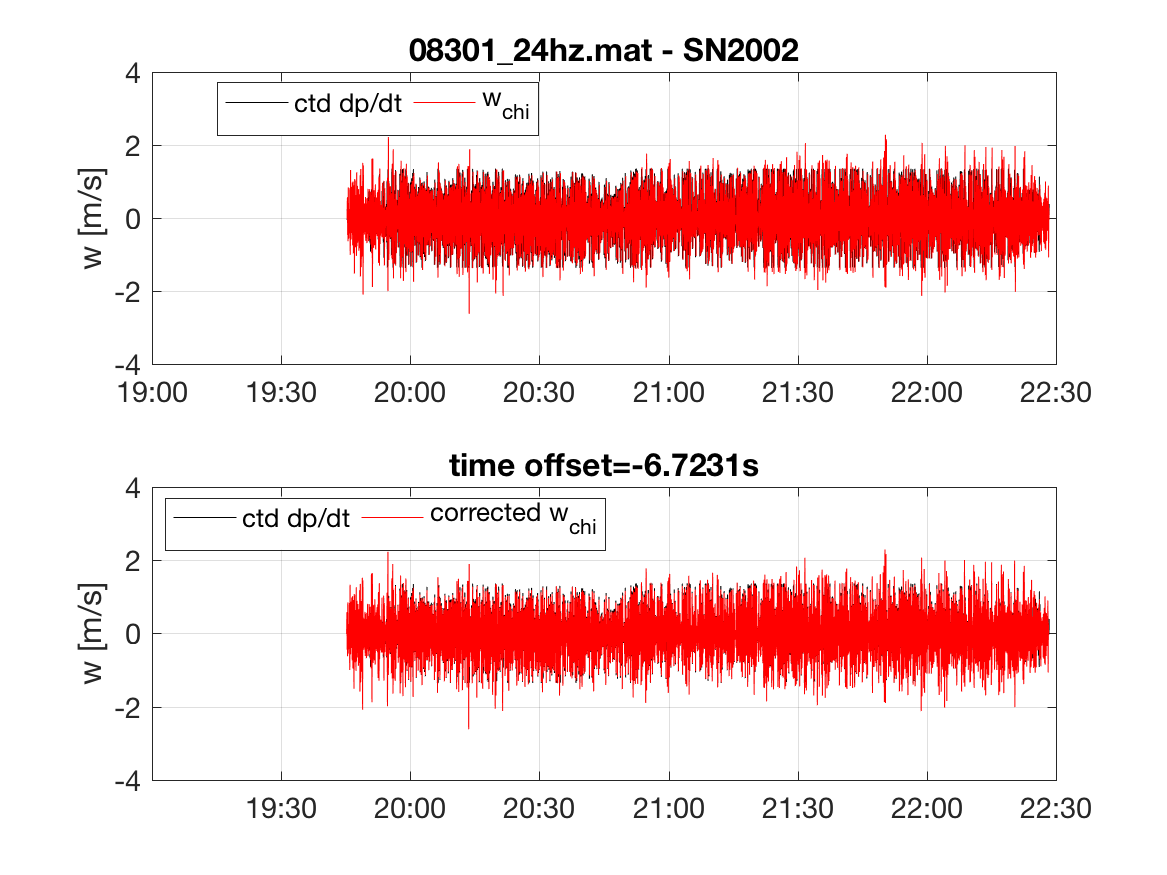 08301_24hz.mat - SN2002
ctd dp/dt w_chi
w [m/s]
4
2
0
-2
-4
19:00 19:30 20:00 20:30 21:00 21:30 22:00 22:30
time offset=-6.7231s
ctd dp/dt corrected w_chi
w [m/s]
4
2
0
-2
-4
19:30 20:00 20:30 21:00 21:30 22:00 22:30